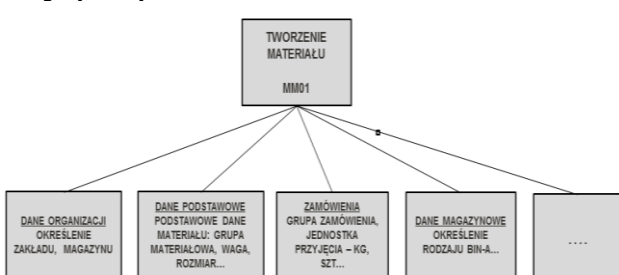 TWORZENIE
MATERIAŁU
MM01
DANE ORGANIZACJI
OKREŚLENIE
ZAKŁADU, MAGAZYNU
DANE PODSTAWOWE
PODSTAWOWE DANE
MATERIAŁU: GRUPA
MATERIAŁOWA, WAGA,
ROZMIAR...
ZAMÓWIENIA
GRUPA ZAMÓWIENIA,
JEDNOSTKA
PRZYJĘCIA – KG,
SZT...
DANE MAGAZYNOWE
OKREŚLENIE
RODZAJU BIN-A...
....